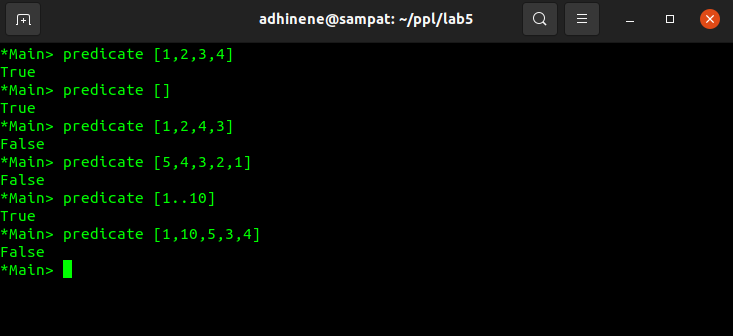 adhinene@sampat: ~/ppl/lab5
*Main> predicate [1,2,3,4]
True
*Main> predicate []
True
*Main> predicate [1,2,4,3]
False
*Main> predicate [5,4,3,2,1]
False
*Main> predicate [1..10]
True
*Main> predicate [1,10,5,3,4]
False
*Main>